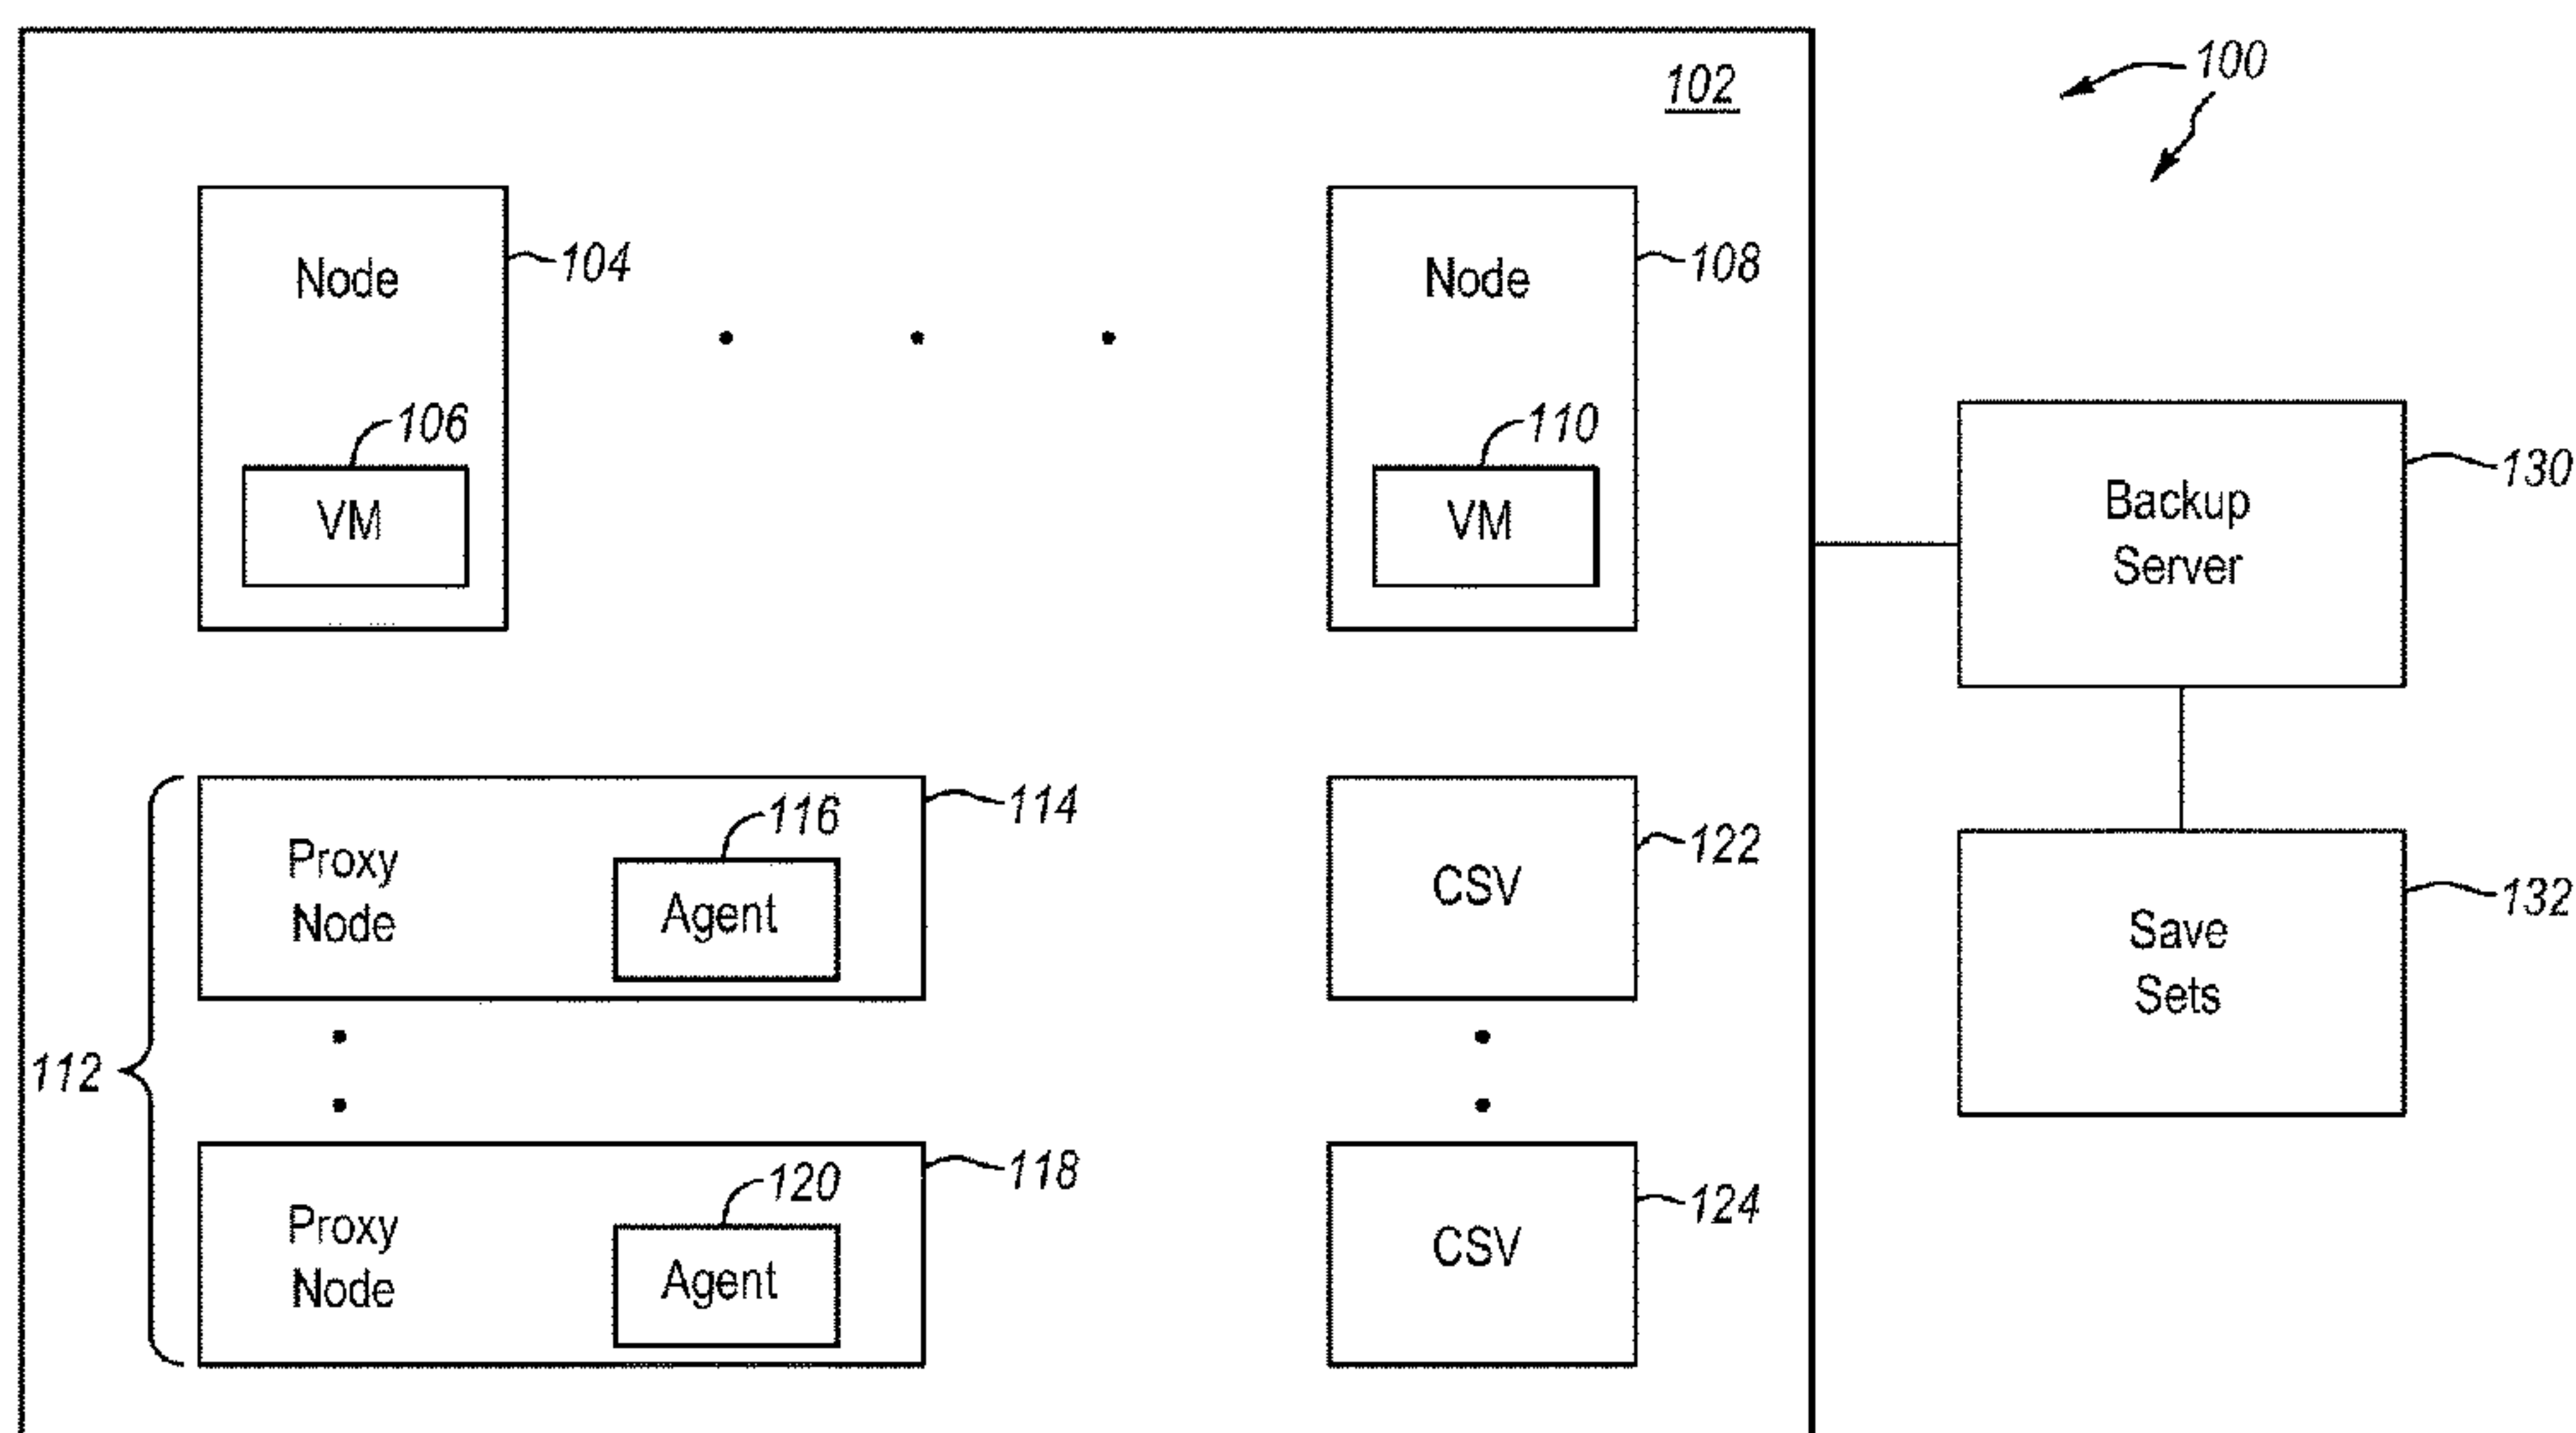 100
102
Node
104
Node
108
106
VM
110
VM
Backup
Server
130
112
Proxy
Node
116
Agent
114
CSV
122
Save
Sets
132
Proxy
Node
120
Agent
118
CSV
124